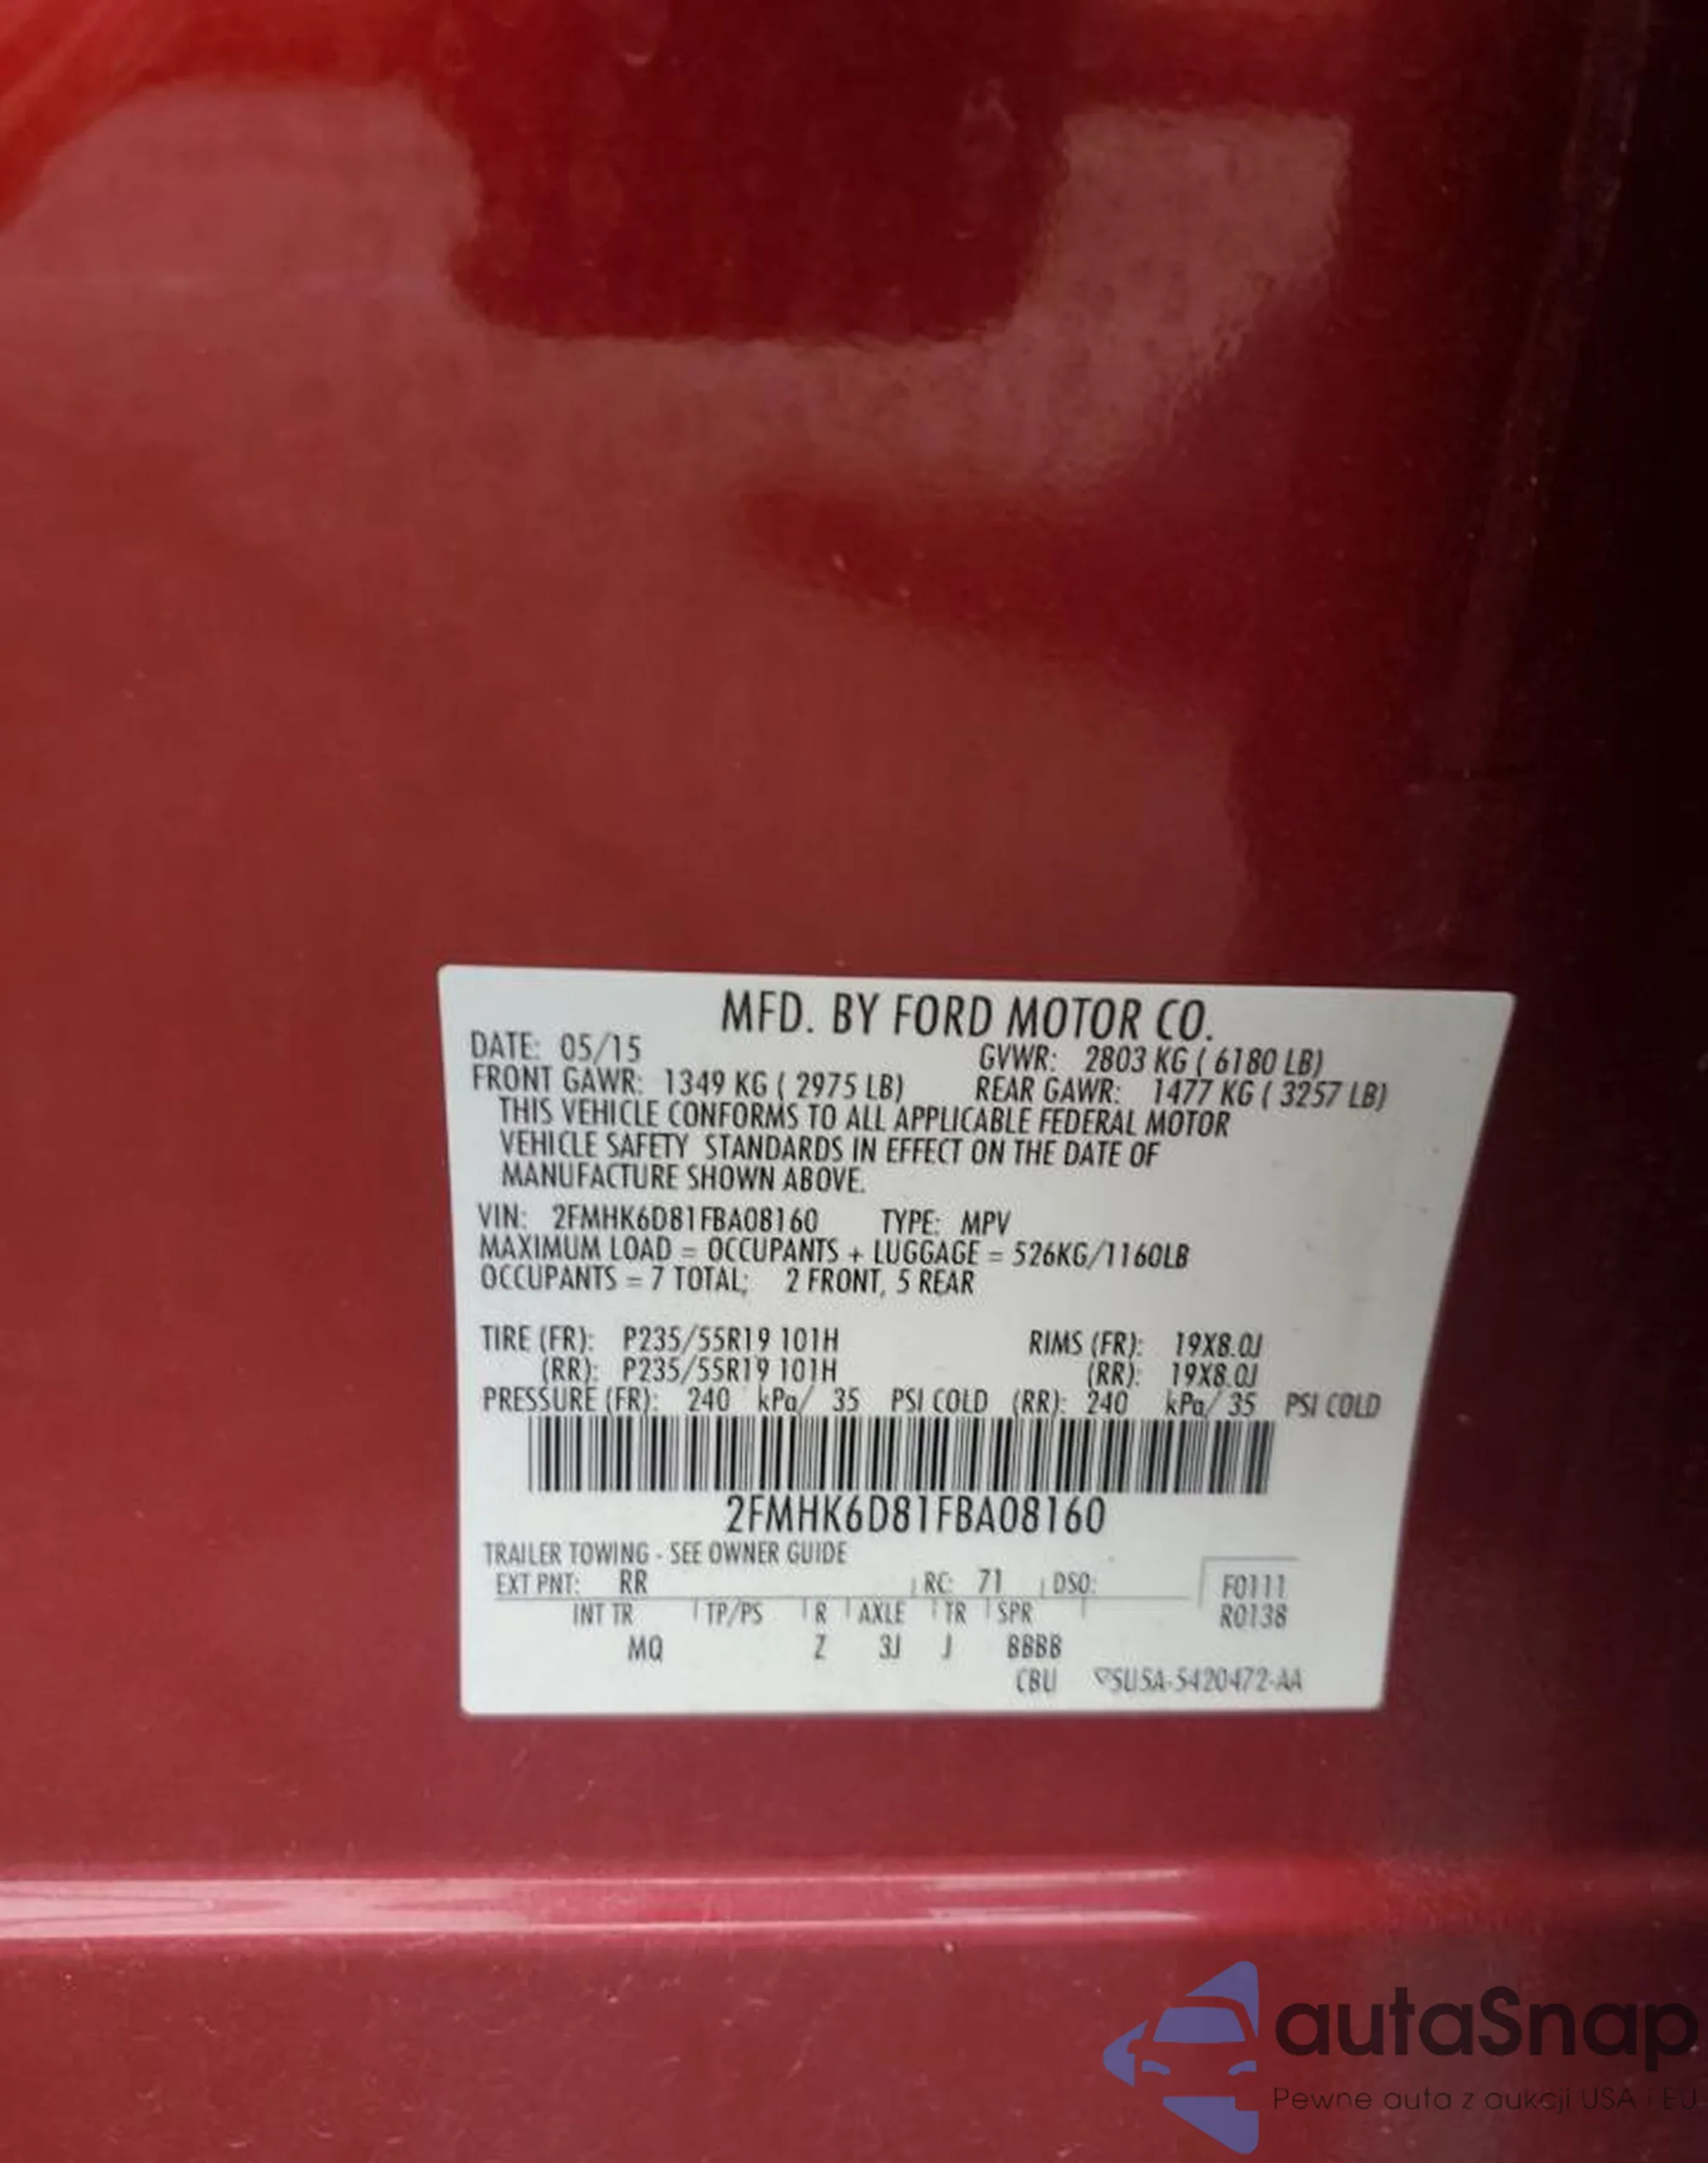 MFD. BY FORD MOTOR CO.
DATE: 05/15 GVWR: 2803 KG ( 6180 LB)
FRONT GAWR: 1349 KG ( 2975 LB) REAR GAWR: 1477 KG ( 3257 LB)
THIS VEHICLE CONFORMS TO ALL APPLICABLE FEDERAL MOTOR
VEHICLE SAFETY STANDARDS IN EFFECT ON THE DATE OF
MANUFACTURE SHOWN ABOVE.
VIN: 2FMHK6D81FBA08160 TYPE: MPV
MAXIMUM LOAD = OCCUPANTS + LUGGAGE = 526KG/1160LB
OCCUPANTS = 7 TOTAL; 2 FRONT, 5 REAR
TIRE (FR): P235/55R19 101H RIMS (FR): 19X8.0J
(RR): P235/55R19 101H (RR): 19X8.0J
PRESSURE (FR): 240 kPa/ 35 PSI COLD (RR): 240 kPa/ 35 PSI COLD
2FMHK6D81FBA08160
TRAILER TOWING - SEE OWNER GUIDE
EXT PNT: RR RC: 71 DSO: F0111
INT TR TP/PS R AXLE TR SPR R0138
MQ Z 3J J BBBB
CBU 5U5A-5420472-AA
autaSnap
Pewne auta z aukcji USA i EU